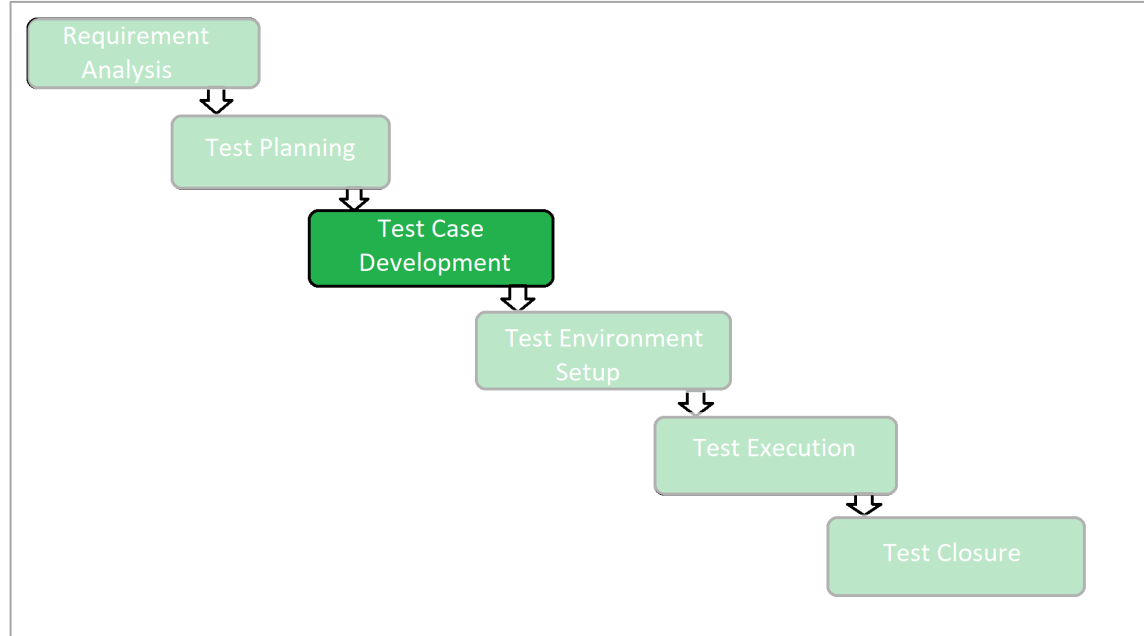 Requirement
Analysis
Test Planning
Test Case
Development
Test Environment
Setup
Test Execution
Test Closure